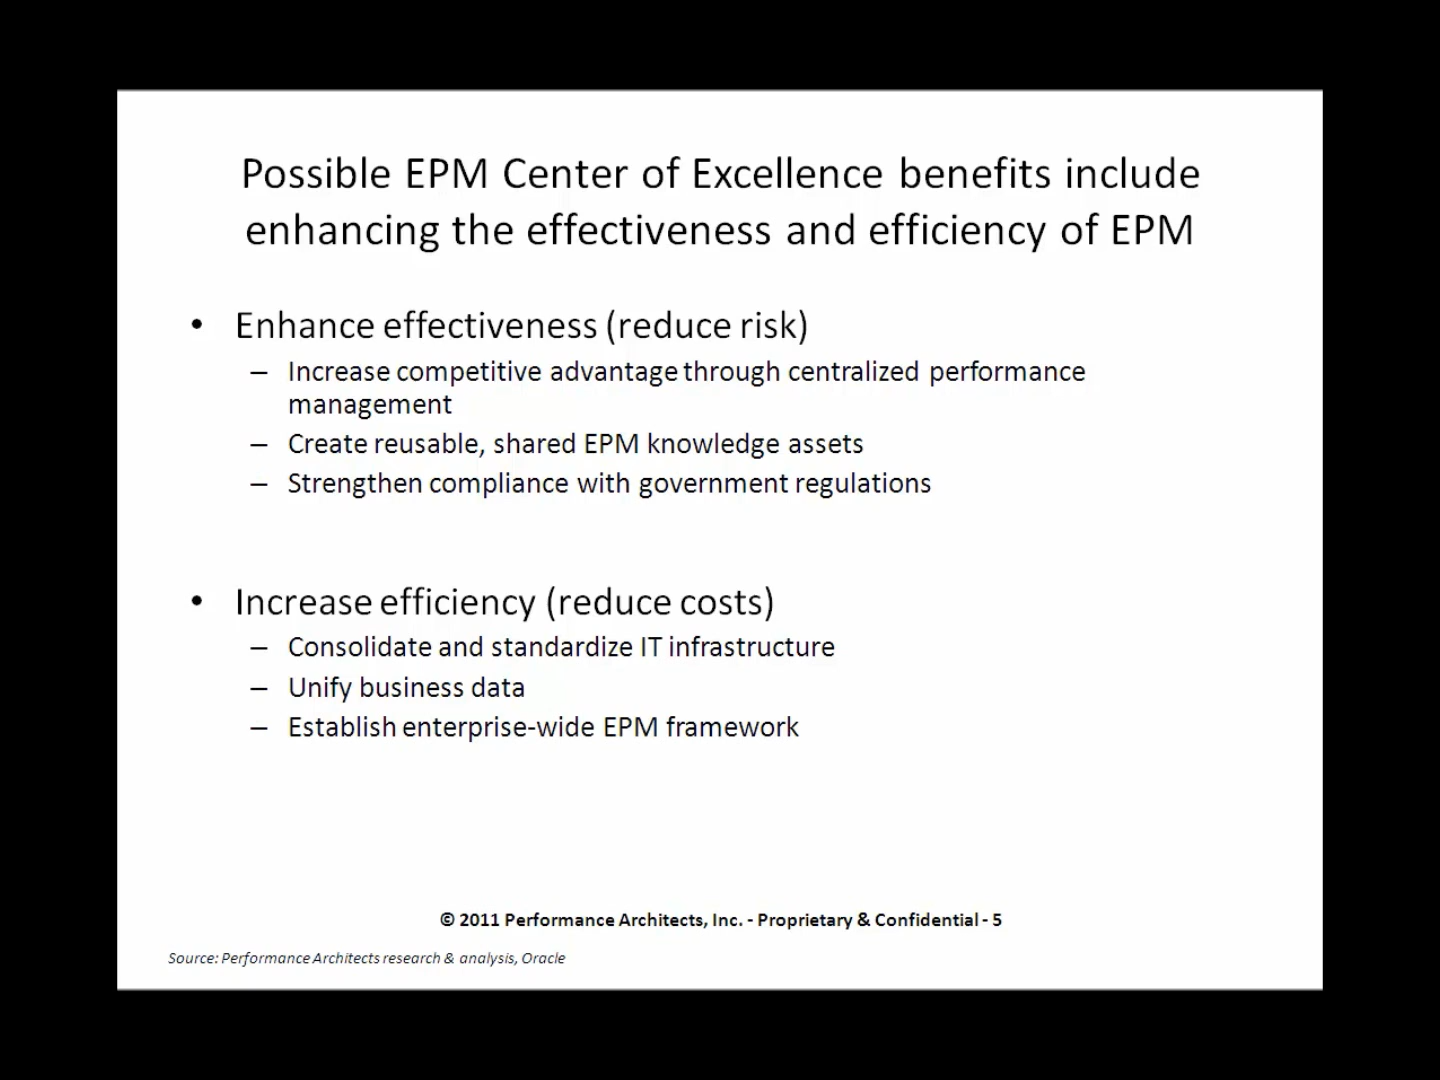 Possible EPM Center of Excellence benefits include
enhancing the effectiveness and efficiency of EPM
• Enhance effectiveness (reduce risk)
– Increase competitive advantage through centralized performance
management
– Create reusable, shared EPM knowledge assets
– Strengthen compliance with government regulations
• Increase efficiency (reduce costs)
– Consolidate and standardize IT infrastructure
– Unify business data
– Establish enterprise-wide EPM framework
© 2011 Performance Architects, Inc. - Proprietary & Confidential - 5
Source: Performance Architects research & analysis, Oracle